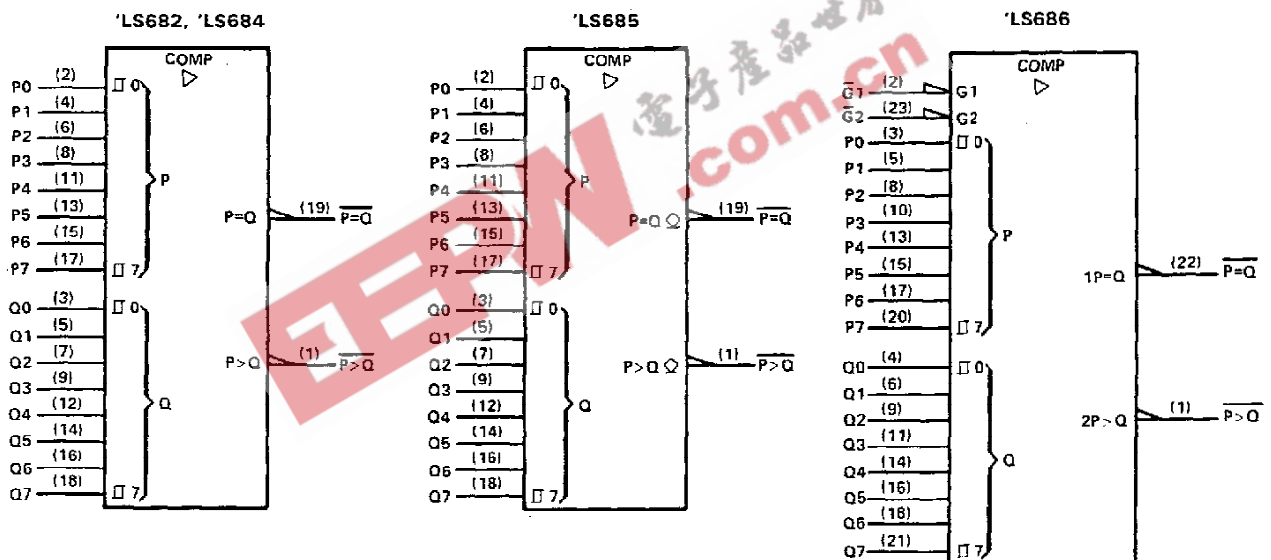 'LS682, 'LS684
COMP
P0 (2) 0
P1 (4)
P2 (6)
P3 (8)
P4 (11)
P5 (13)
P6 (15)
P7 (17) 7
P
Q0 (3) 0
Q1 (5)
Q2 (7)
Q3 (9)
Q4 (12)
Q5 (14)
Q6 (16)
Q7 (18) 7
Q
P=Q (19) P=Q
P>Q (1) P>Q
'LS685
COMP
P0 (2) 0
P1 (4)
P2 (6)
P3 (8)
P4 (11)
P5 (13)
P6 (15)
P7 (17) 7
P
Q0 (3) 0
Q1 (5)
Q2 (7)
Q3 (9)
Q4 (12)
Q5 (14)
Q6 (16)
Q7 (18) 7
Q
P=Q (19) P=Q
P>Q (1) P>Q
'LS686
COMP
G1 (2) G1
G2 (23) G2
P0 (3) 0
P1 (5)
P2 (8)
P3 (10)
P4 (13)
P5 (15)
P6 (17)
P7 (20) 7
P
Q0 (4) 0
Q1 (6)
Q2 (9)
Q3 (11)
Q4 (14)
Q5 (16)
Q6 (18)
Q7 (21) 7
Q
1P=Q (22) P=Q
2P>Q (1) P>Q
EEPW
電子產品世界
.com.cn